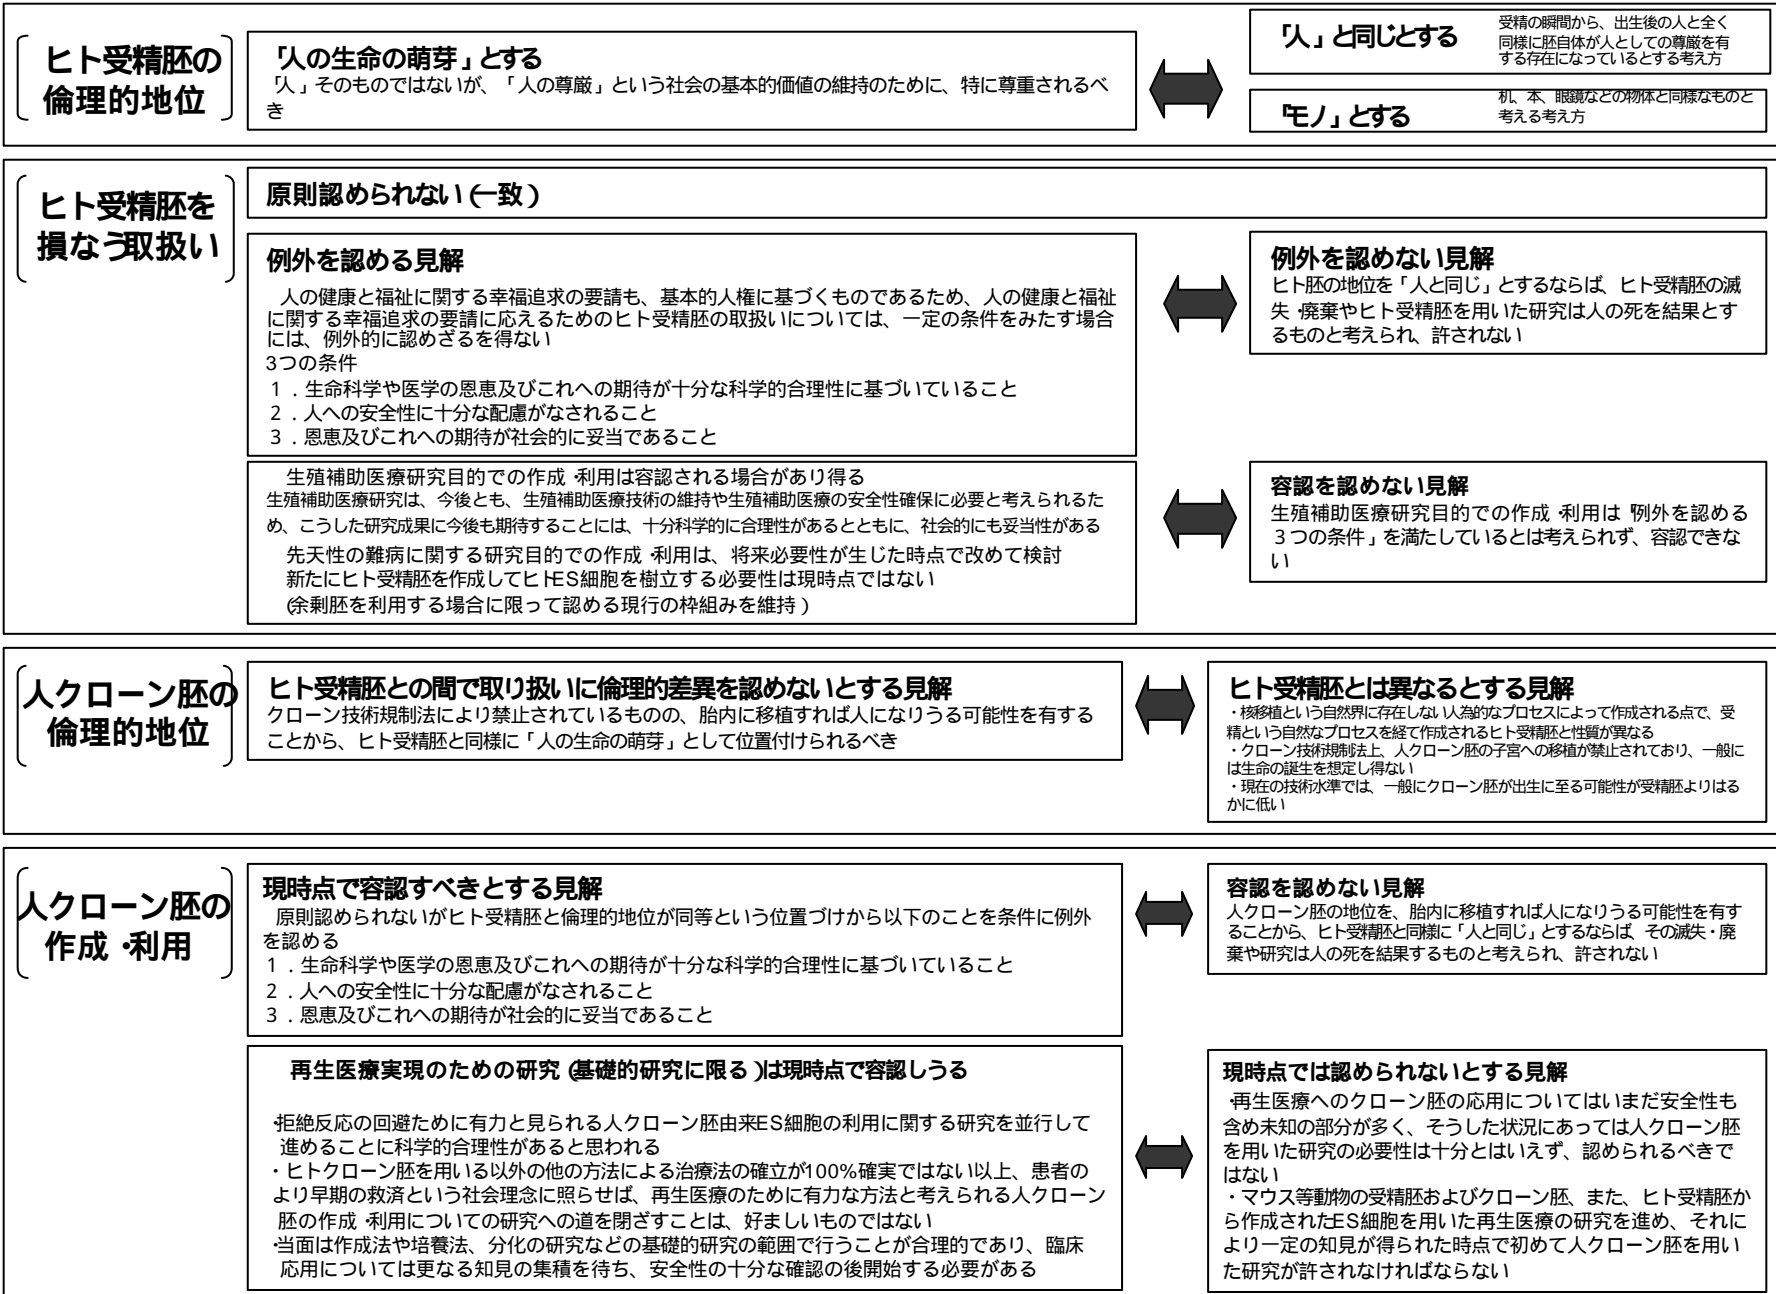 ヒト受精胚の
倫理的地位
「人の生命の萌芽」とする
「人」そのものではないが、「人の尊厳」という社会の基本的価値の維持のために、特に尊重されるべ
き
「人」と同じとする
受精の瞬間から、出生後の人と全く
同様に胚自体が人としての尊厳を有
する存在になっているとする考え方
「モノ」とする
机、本、眼鏡などの物体と同様なものと
考える考え方
ヒト受精胚を
損なう取扱い
原則認められない(一致)
例外を認める見解
人の健康と福祉に関する幸福追求の要請も、基本的人権に基づくものであるため、人の健康と福祉
に関する幸福追求の要請に応えるためのヒト受精胚の取扱いについては、一定の条件をみたす場合
には、例外的に認めざるを得ない
3つの条件
1.生命科学や医学の恩恵及びこれへの期待が十分な科学的合理性に基づいていること
2.人への安全性に十分な配慮がなされること
3.恩恵及びこれへの期待が社会的に妥当であること
例外を認めない見解
ヒト胚の地位を「人と同じ」とするならば、ヒト受精胚の滅
失・廃棄やヒト受精胚を用いた研究は人の死を結果とす
るものと考えられ、許されない
生殖補助医療研究目的での作成・利用は容認される場合があり得る
生殖補助医療研究は、今後とも、生殖補助医療技術の維持や生殖補助医療の安全性確保に必要と考えられるた
め、こうした研究成果に今後も期待することには、十分科学的に合理性があるとともに、社会的にも妥当性がある
先天性の難病に関する研究目的での作成・利用は、将来必要性が生じた時点で改めて検討
新たにヒト受精胚を作成してヒトES細胞を樹立する必要性は現時点ではない
(余剰胚を利用する場合に限って認める現行の枠組みを維持)
容認を認めない見解
生殖補助医療研究目的での作成・利用は「例外を認める
3つの条件」を満たしているとは考えられず、容認できな
い
人クローン胚の
倫理的地位
ヒト受精胚との間で取り扱いに倫理的差異を認めないとする見解
クローン技術規制法により禁止されているものの、胎内に移植すれば人になりうる可能性を有する
ことから、ヒト受精胚と同様に「人の生命の萌芽」として位置付けられるべき
ヒト受精胚とは異なるとする見解
・核移植という自然界に存在しない人為的なプロセスによって作成される点で、受
精という自然なプロセスを経て作成されるヒト受精胚と性質が異なる
・クローン技術規制法上、人クローン胚の子宮への移植が禁止されており、一般に
は生命の誕生を想定し得ない
・現在の技術水準では、一般にクローン胚が出生に至る可能性が受精胚よりはる
かに低い
人クローン胚の
作成・利用
現時点で容認すべきとする見解
原則認められないがヒト受精胚と倫理的地位が同等という位置づけから以下のことを条件に例外
を認める
1.生命科学や医学の恩恵及びこれへの期待が十分な科学的合理性に基づいていること
2.人への安全性に十分な配慮がなされること
3.恩恵及びこれへの期待が社会的に妥当であること
容認を認めない見解
人クローン胚の地位を、胎内に移植すれば人になりうる可能性を有す
ることから、ヒト受精胚と同様に「人と同じ」とするならば、その滅失・廃
棄や研究は人の死を結果するものと考えられ、許されない
再生医療実現のための研究(基礎的研究に限る)は現時点で容認しうる
・拒絶反応の回避ために有力と見られる人クローン胚由来ES細胞の利用に関する研究を並行して
進めることに科学的合理性があると思われる
・ヒトクローン胚を用いる以外の他の方法による治療法の確立が100%確実ではない以上、患者の
より早期の救済という社会理念に照らせば、再生医療のために有力な方法と考えられる人クローン
胚の作成・利用についての研究への道を閉ざすことは、好ましいものではない
・当面は作成法や培養法、分化の研究などの基礎的研究の範囲で行うことが合理的であり、臨床
応用については更なる知見の集積を待ち、安全性の十分な確認の後開始する必要がある
現時点では認められないとする見解
・再生医療へのクローン胚の応用についてはいまだ安全性も
含め未知の部分が多く、そうした状況にあっては人クローン胚
を用いた研究の必要性は十分とはいえず、認められるべきで
はない
・マウス等動物の受精胚およびクローン胚、また、ヒト受精胚か
ら作成されたES細胞を用いた再生医療の研究を進め、それに
より一定の知見が得られた時点で初めて人クローン胚を用い
た研究が許されなければならない